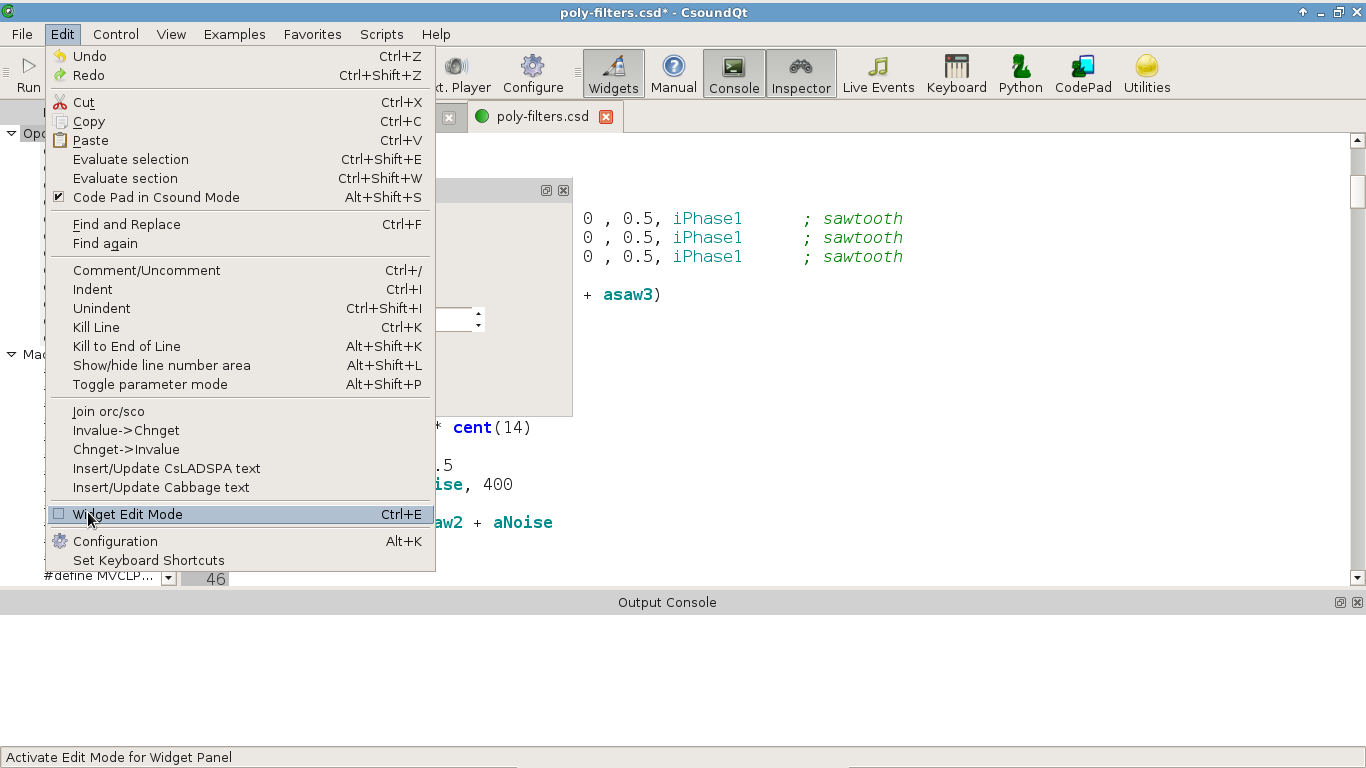 poly-filters.csd* - CsoundQt
File Edit Control View Examples Favorites Scripts Help
Run
xt. Player Configure Widgets Manual Console Inspector Live Events Keyboard Python CodePad Utilities
poly-filters.csd
Undo Ctrl+Z
Redo Ctrl+Shift+Z
Cut Ctrl+X
Copy Ctrl+C
Paste Ctrl+V
Evaluate selection Ctrl+Shift+E
Evaluate section Ctrl+Shift+W
Code Pad in Csound Mode Alt+Shift+S
Find and Replace Ctrl+F
Find again
Comment/Uncomment Ctrl+/
Indent Ctrl+I
Unindent Ctrl+Shift+I
Kill Line Ctrl+K
Kill to End of Line Alt+Shift+K
Show/hide line number area Alt+Shift+L
Toggle parameter mode Alt+Shift+P
Join orc/sco
Invalue->Chnget
Chnget->Invalue
Insert/Update CsLADSPA text
Insert/Update Cabbage text
Widget Edit Mode Ctrl+E
Configuration Alt+K
Set Keyboard Shortcuts
Opc
Mac
#define MVCLP...
0 , 0.5, iPhase1 ; sawtooth
0 , 0.5, iPhase1 ; sawtooth
0 , 0.5, iPhase1 ; sawtooth
+ asaw3)
* cent(14)
.5
ise, 400
aw2 + aNoise
46
Output Console
Activate Edit Mode for Widget Panel